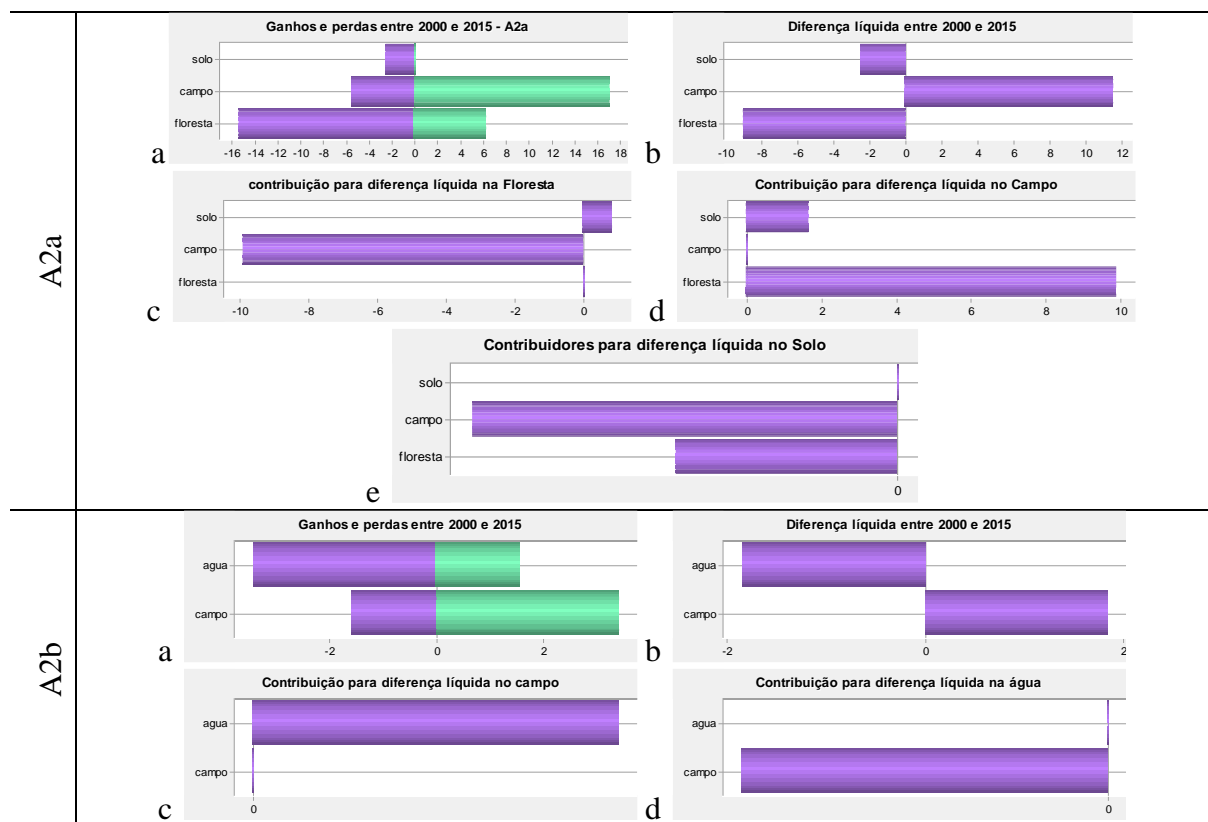 A2a
Ganhos e perdas entre 2000 e 2015 - A2a
solo
campo
floresta
-16 -14 -12 -10 -8 -6 -4 -2 0 2 4 6 8 10 12 14 16 18
a
Diferença líquida entre 2000 e 2015
solo
campo
floresta
-10 -8 -6 -4 -2 0 2 4 6 8 10 12
b
contribuição para diferença líquida na Floresta
solo
campo
floresta
-10 -8 -6 -4 -2 0
c
Contribuição para diferença líquida no Campo
solo
campo
floresta
0 2 4 6 8 10
d
Contribuidores para diferença líquida no Solo
solo
campo
floresta
0
e
A2b
Ganhos e perdas entre 2000 e 2015
agua
campo
-2 0 2
a
Diferença líquida entre 2000 e 2015
agua
campo
-2 0 2
b
Contribuição para diferença líquida no campo
agua
campo
0
c
Contribuição para diferença líquida na água
agua
campo
0
d